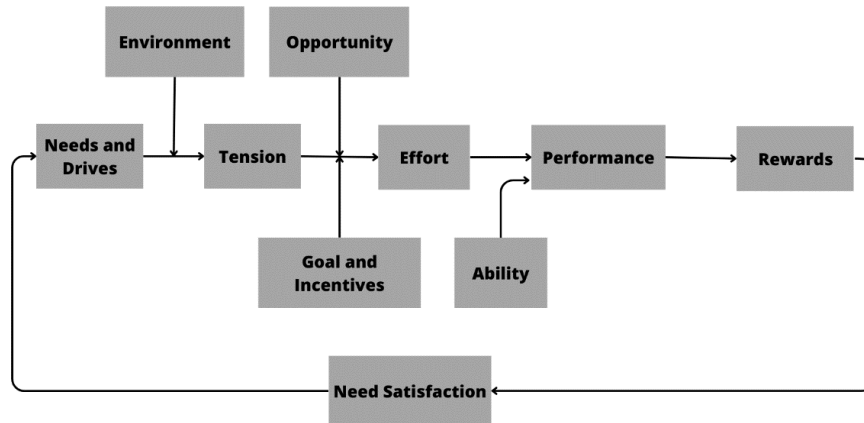 Environment
Opportunity
Needs and
Drives
Tension
Effort
Performance
Rewards
Goal and
Incentives
Ability
Need Satisfaction